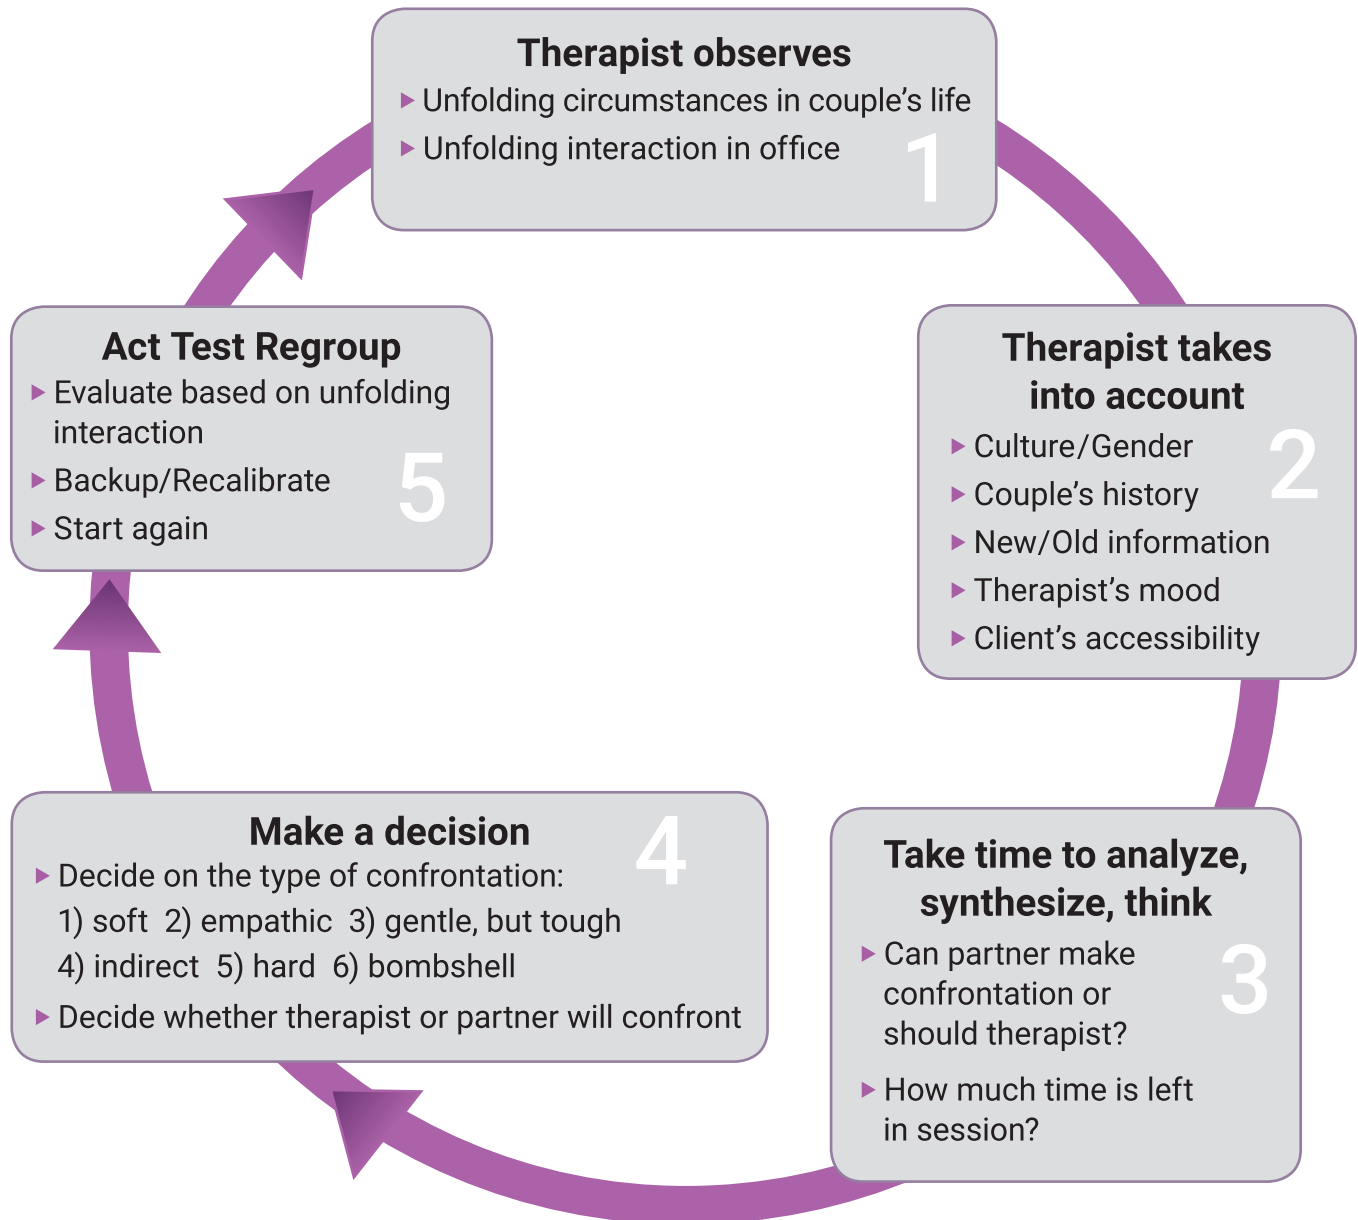 Therapist observes
Unfolding circumstances in couple's life
Unfolding interaction in office
1
Therapist takes
into account
Culture/Gender
Couple's history
New/Old information
Therapist's mood
Client's accessibility
2
Take time to analyze,
synthesize, think
Can partner make
confrontation or
should therapist?
How much time is left
in session?
3
Make a decision
Decide on the type of confrontation:
1) soft 2) empathic 3) gentle, but tough
4) indirect 5) hard 6) bombshell
Decide whether therapist or partner will confront
4
Act Test Regroup
Evaluate based on unfolding
interaction
Backup/Recalibrate
Start again
5